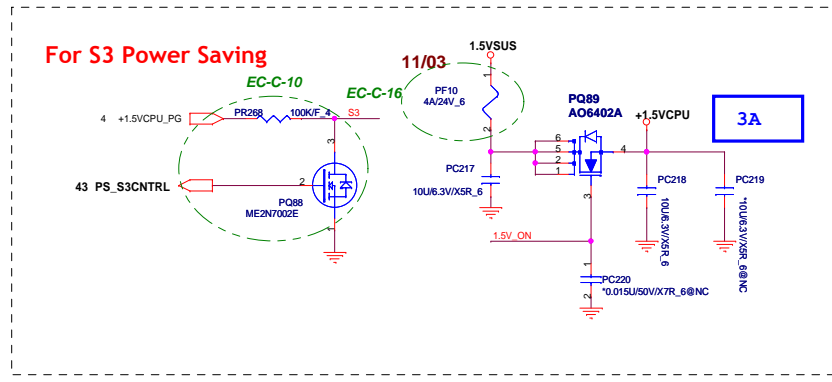 For S3 Power Saving
EC-C-10
4 +1.5VCPU_PG
PR268
100K/F_4
S3
3
43 PS_S3CNTRL
2
PQ88
ME2N7002E
1
11/03
EC-C-16
1.5VSUS
1
PF10
4A/24V_6
2
PQ89
AO6402A
6
5
2
1
4
3
+1.5VCPU
3A
PC217
10U/6.3V/X5R_6
PC218
10U/6.3V/X5R_6
PC219
*10U/6.3V/X5R_6@NC
1.5V_ON
1
PC220
*0.015U/50V/X7R_6@NC
2